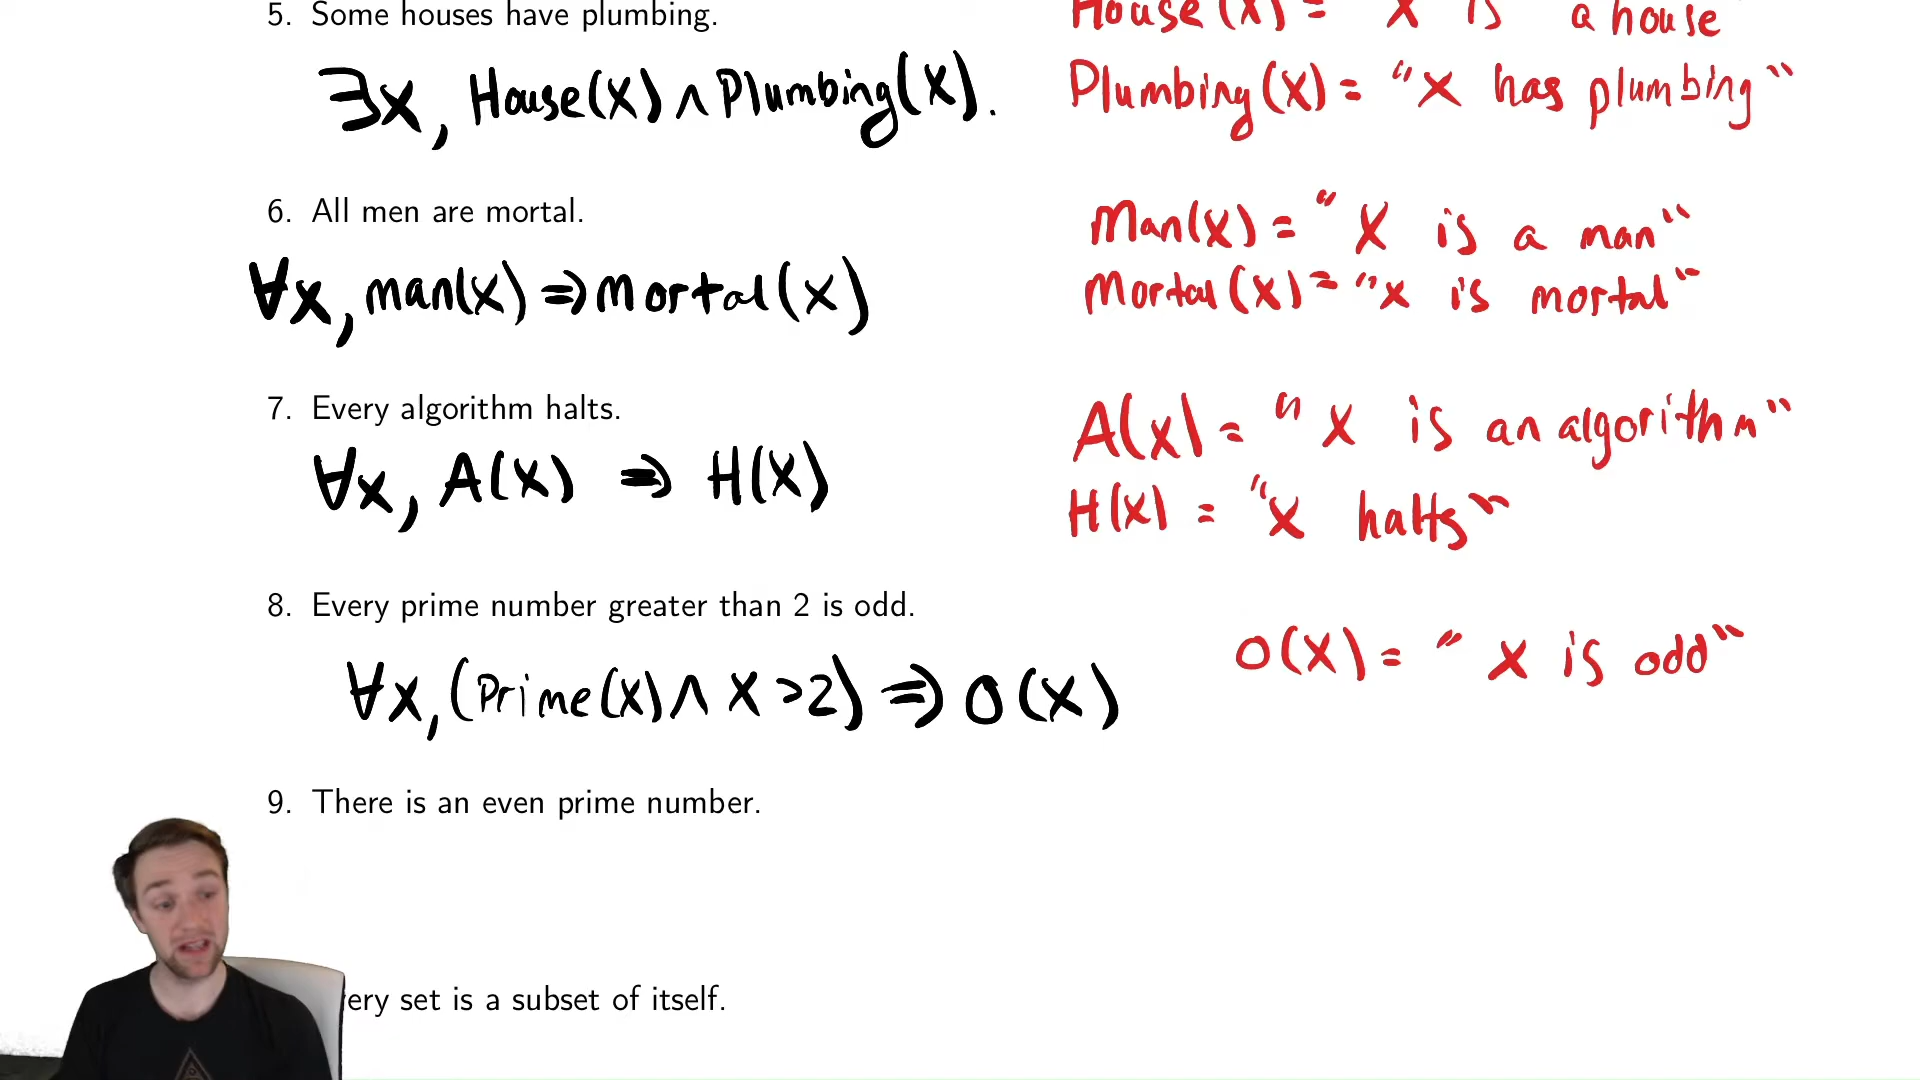 5. Some houses have plumbing.
House(x) = "x is a house
∃x, House(x) ∧ Plumbing(x).
Plumbing(x) = "x has plumbing"
6. All men are mortal.
Man(x) = "x is a man"
∀x, man(x) ⇒ mortal(x)
Mortal(x) = "x is mortal"
7. Every algorithm halts.
A(x) = "x is an algorithm"
∀x, A(x) ⇒ H(x)
H(x) = "x halts"
8. Every prime number greater than 2 is odd.
O(x) = "x is odd"
∀x, (Prime(x) ∧ x > 2) ⇒ O(x)
9. There is an even prime number.
ery set is a subset of itself.